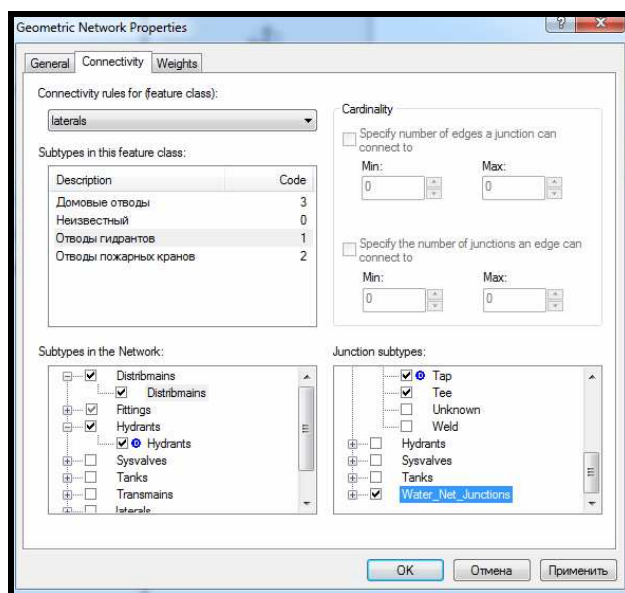 Geometric Network Properties
General Connectivity Weights
Connectivity rules for (feature class):
laterals
Subtypes in this feature class:
Description Code
Домовые отводы 3
Неизвестный 0
Отводы гидрантов 1
Отводы пожарных кранов 2
Cardinality
Specify number of edges a junction can
connect to
Min: Max:
0 0
Specify the number of junctions an edge can
connect to
Min: Max:
0 0
Subtypes in the Network:
Distribmains
Distribmains
Fittings
Hydrants
D Hydrants
Sysvalves
Tanks
Transmains
laterals
Junction subtypes:
D Tap
Tee
Unknown
Weld
Hydrants
Sysvalves
Tanks
Water_Net_Junctions
OK Отмена Применить